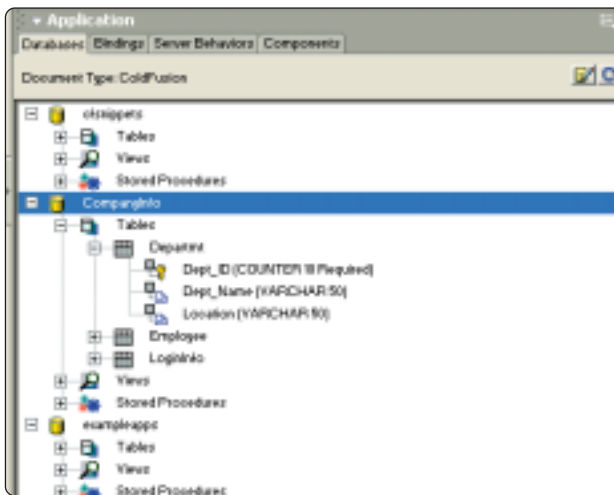 Application
Databases Bindings Server Behaviors Components
Document Type: ColdFusion
cfsnippets
Tables
Views
Stored Procedures
CompanyInfo
Tables
Departmt
Dept_ID (COUNTER 10 Required)
Dept_Name (VARCHAR 50)
Location (VARCHAR 50)
Employee
LoginInfo
Views
Stored Procedures
exampleapps
Tables
Views
Stored Procedures